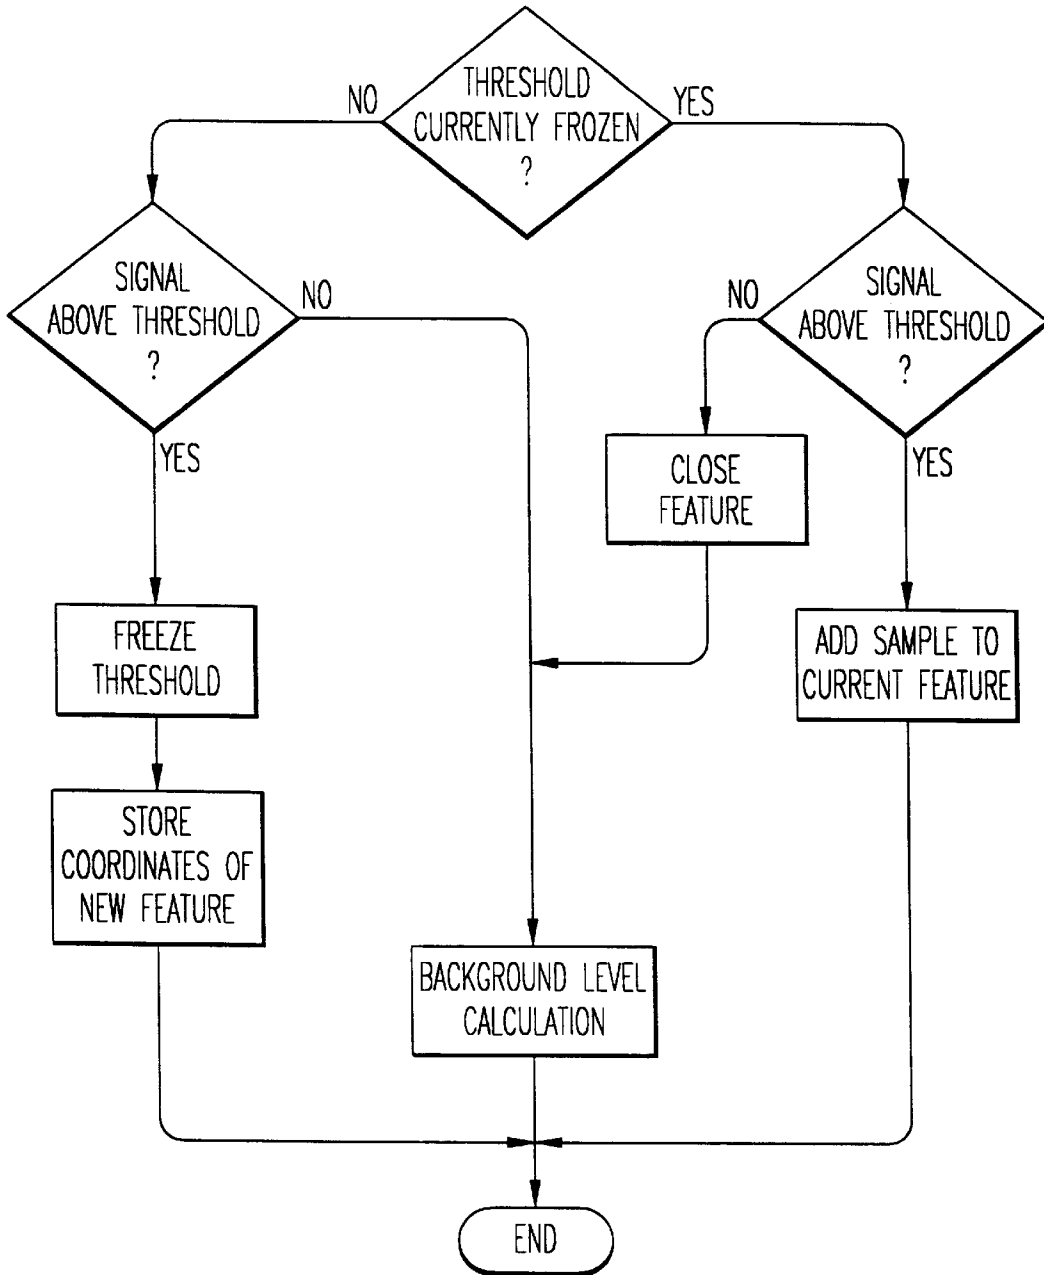 THRESHOLD
CURRENTLY FROZEN
?
NO
YES
SIGNAL
ABOVE THRESHOLD
?
NO
YES
SIGNAL
ABOVE THRESHOLD
?
NO
YES
CLOSE
FEATURE
FREEZE
THRESHOLD
ADD SAMPLE TO
CURRENT FEATURE
STORE
COORDINATES OF
NEW FEATURE
BACKGROUND LEVEL
CALCULATION
END